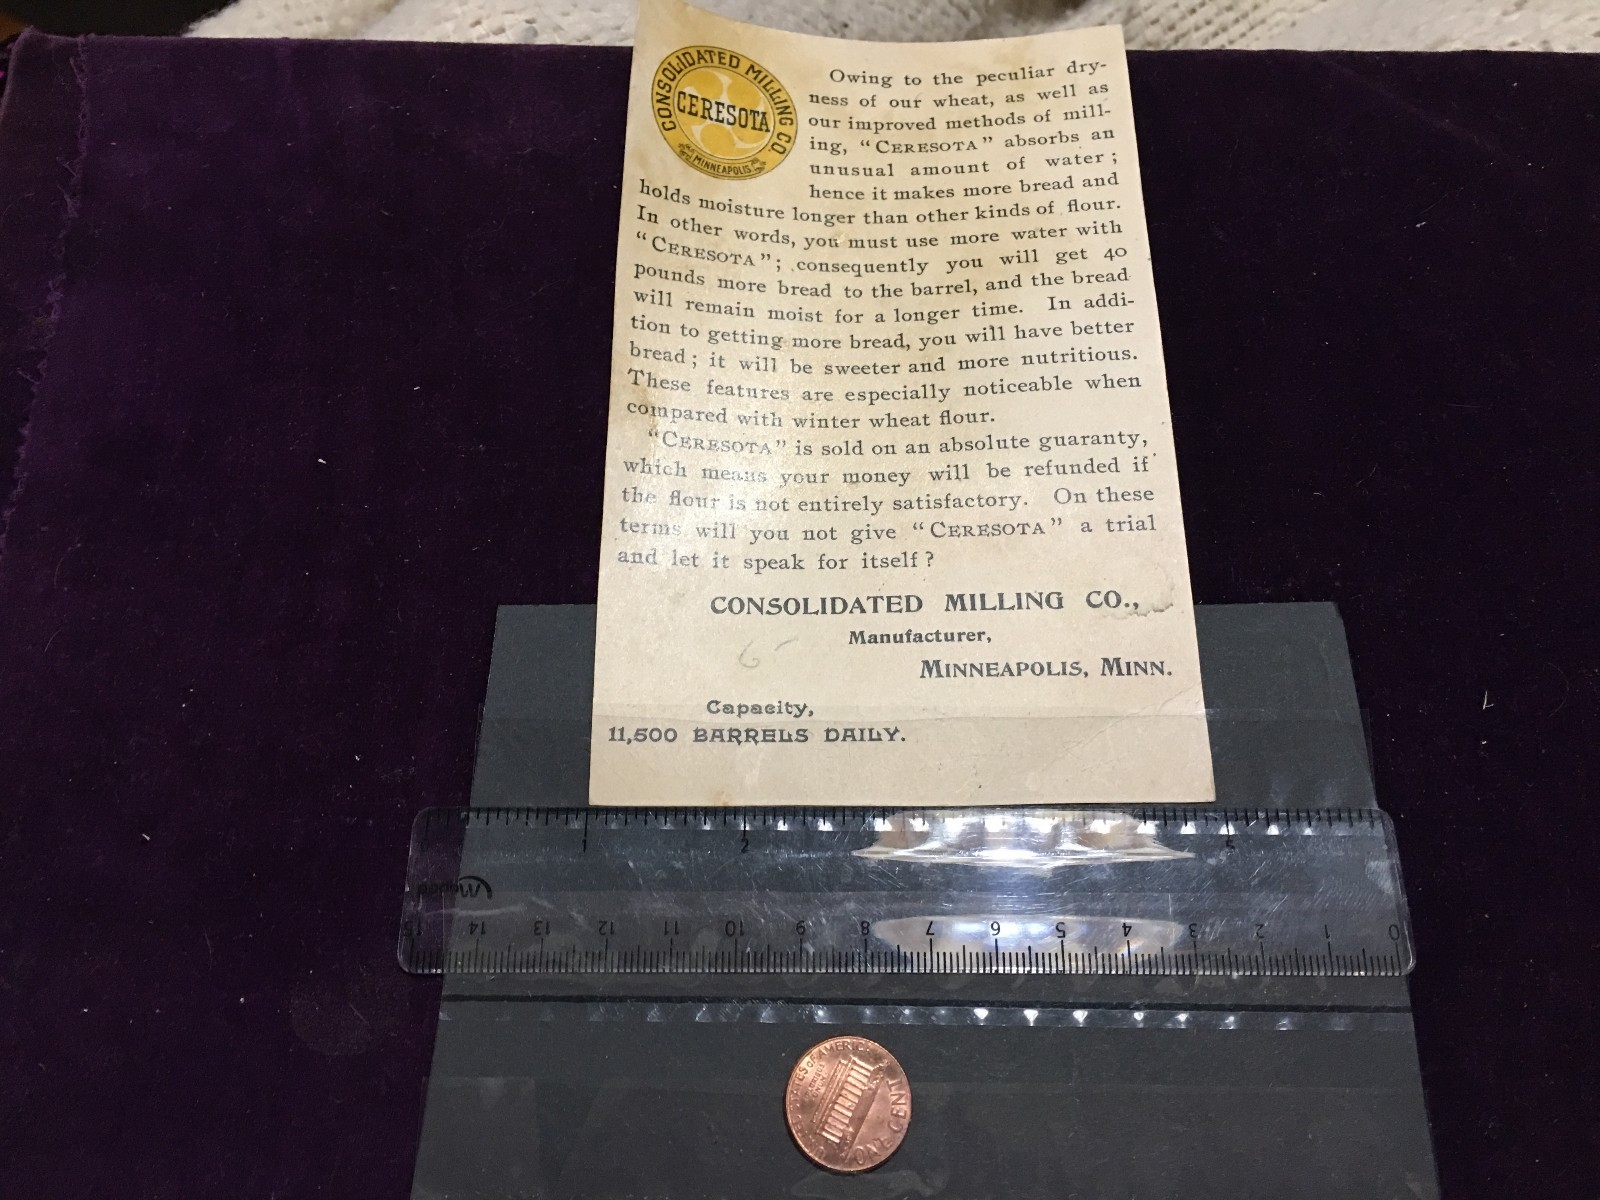 CONSOLIDATED MILLING CO.
CERESOTA
MINNEAPOLIS
Owing to the peculiar dry-
ness of our wheat, as well as
our improved methods of mill-
ing, "CERESOTA" absorbs an
unusual amount of water;
hence it makes more bread and
holds moisture longer than other kinds of flour.
In other words, you must use more water with
"CERESOTA"; consequently you will get 40
pounds more bread to the barrel, and the bread
will remain moist for a longer time. In addi-
tion to getting more bread, you will have better
bread; it will be sweeter and more nutritious.
These features are especially noticeable when
compared with winter wheat flour.
"CERESOTA" is sold on an absolute guaranty,
which means your money will be refunded if
the flour is not entirely satisfactory. On these
terms will you not give "CERESOTA" a trial
and let it speak for itself?
CONSOLIDATED MILLING CO.,
Manufacturer,
MINNEAPOLIS, MINN.
Capacity,
11,500 BARRELS DAILY.
1 2 5
Maped
15 14 13 12 11 10 9 8 7 6 5 4 3 2 1 0
STATES OF AMERICA
ONE CENT